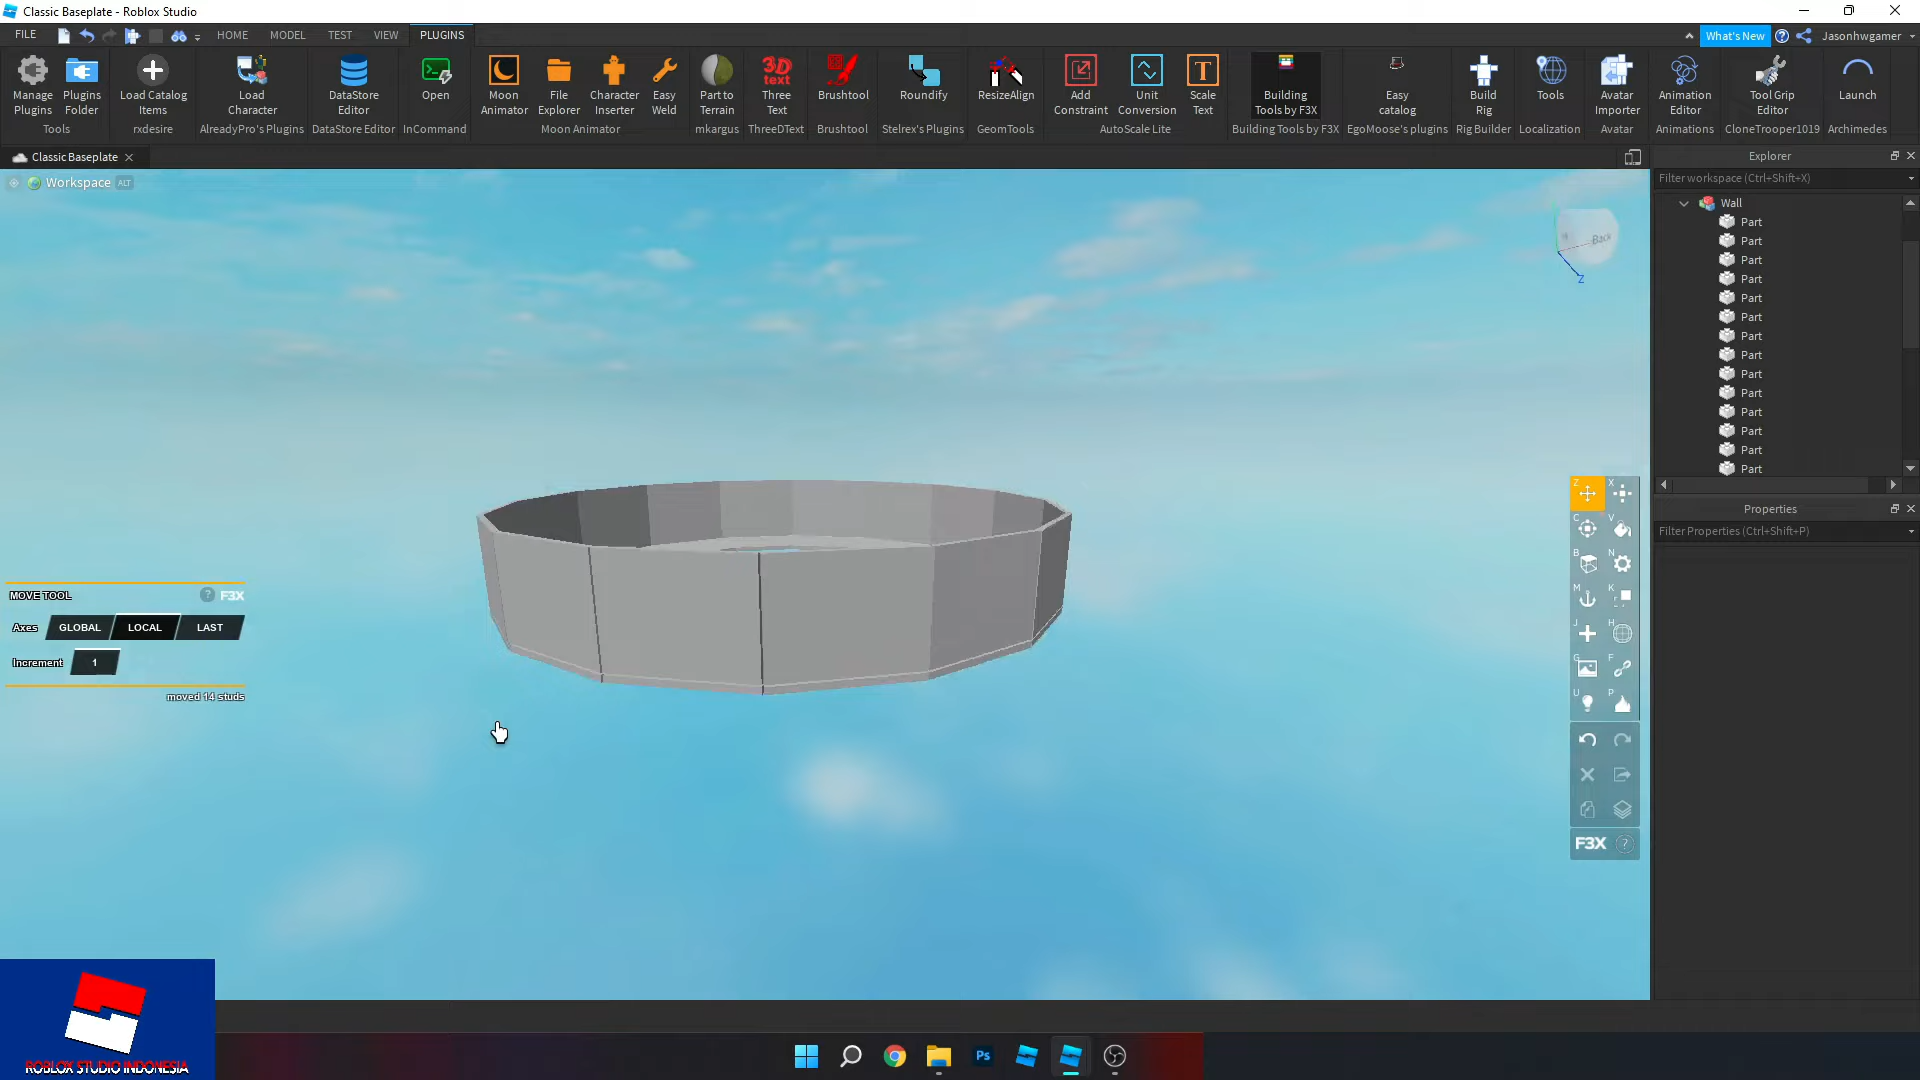 Classic Baseplate - Roblox Studio
FILE HOME MODEL TEST VIEW PLUGINS What's New Jasonhwgamer
Manage Plugins
Plugins Folder
Load Catalog Items
Load Character
DataStore Editor
Open
Moon Animator
File Explorer
Character Inserter
Easy Weld
Part to Terrain
3D text
Three Text
Brushtool
Roundify
ResizeAlign
Add Constraint
Unit Conversion
T
Scale Text
Building Tools by F3X
Easy catalog
Build Rig
Tools
Avatar Importer
Animation Editor
Tool Grip Editor
Launch
Tools rxdesire AlreadyPro's Plugins DataStore Editor InCommand Moon Animator mkargus ThreeDText Brushtool Stelrex's Plugins GeomTools AutoScale Lite Building Tools by F3X EgoMoose's plugins Rig Builder Localization Avatar Animations CloneTrooper1019 Archimedes
Classic Baseplate
Workspace ALT
Back
Z
MOVE TOOL F3X
Axes GLOBAL LOCAL LAST
Increment 1
moved 14 studs
Z X
C V
B N
M K
J H
G F
U P
F3X ?
Explorer
Filter workspace (Ctrl+Shift+X)
Wall
Part
Part
Part
Part
Part
Part
Part
Part
Part
Part
Part
Part
Part
Part
Properties
Filter Properties (Ctrl+Shift+P)
ROBLOX STUDIO INDONESIA
Ps